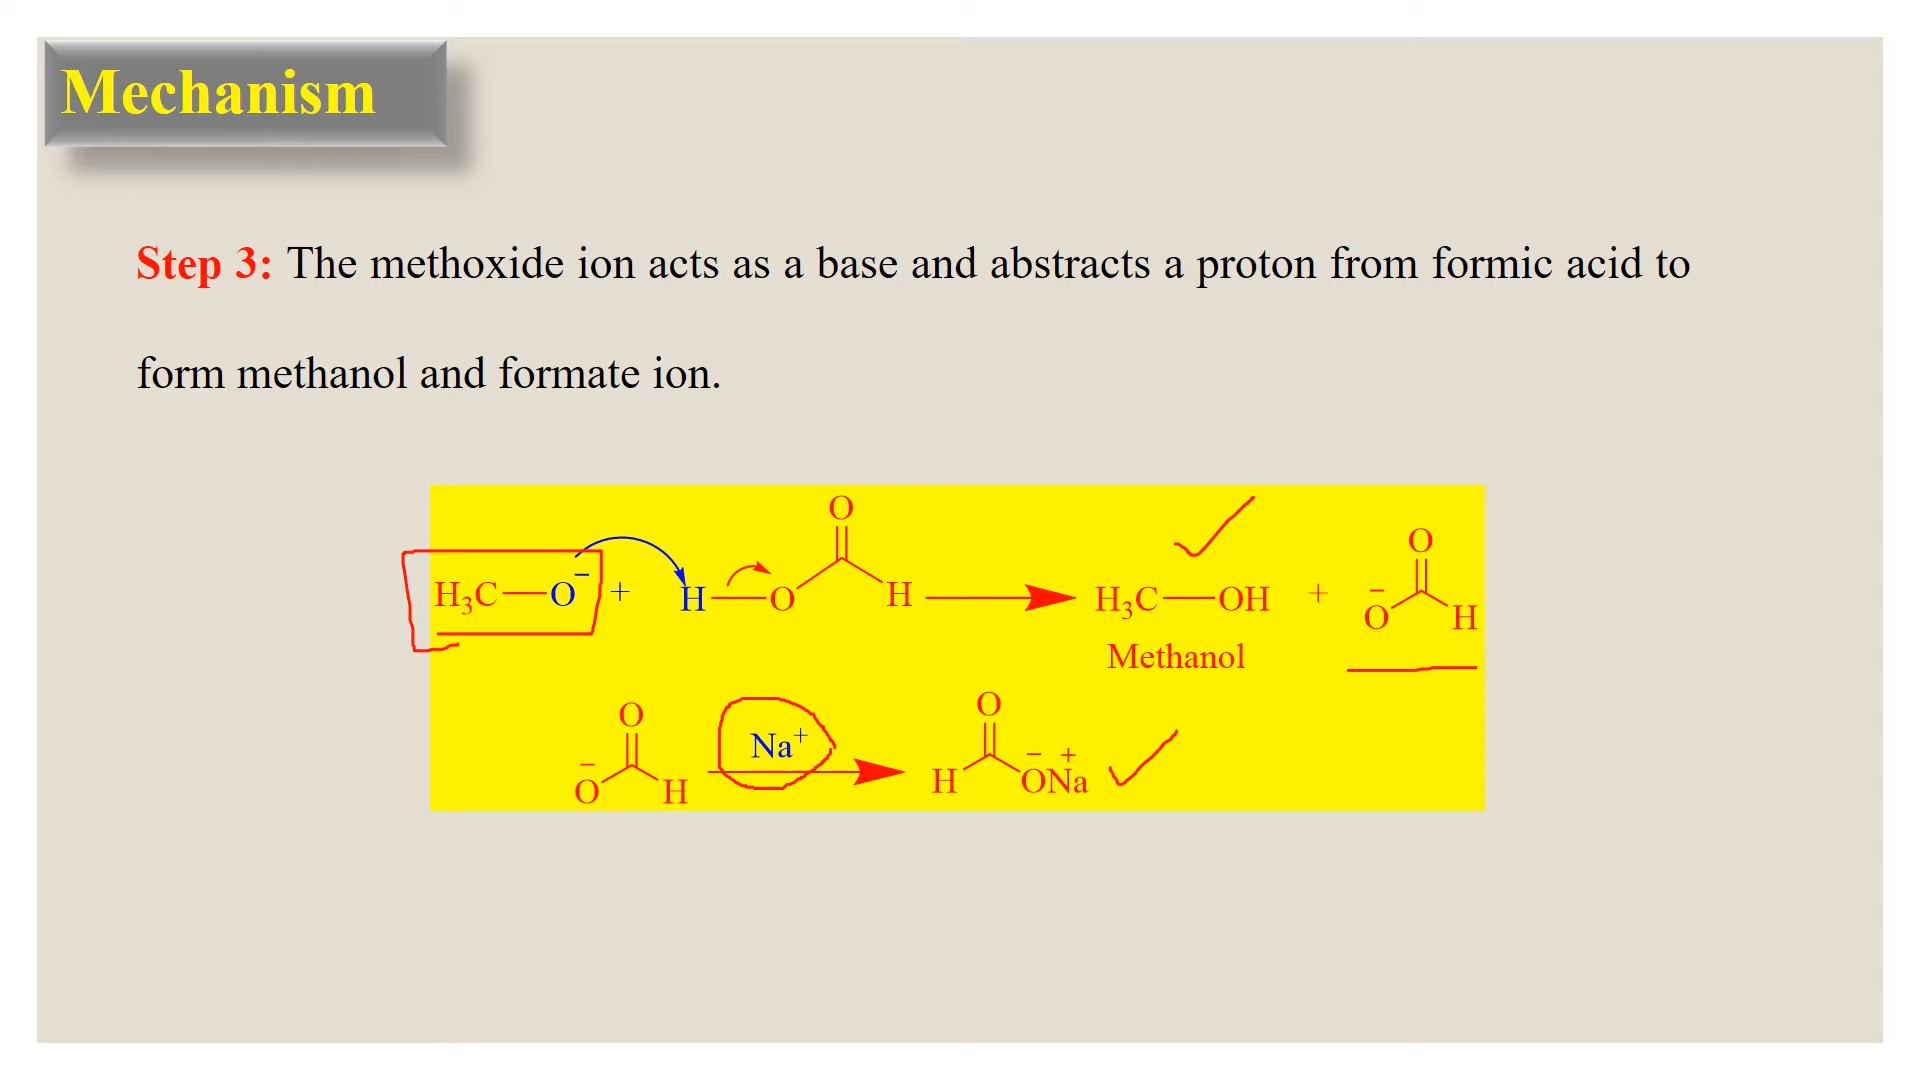 Mechanism
Step 3: The methoxide ion acts as a base and abstracts a proton from formic acid to
form methanol and formate ion.
O O
H₃C—O⁻ + H—O H H₃C—OH + ⁻O H
Methanol
O Na⁺ O
⁻O H H O⁻Na⁺